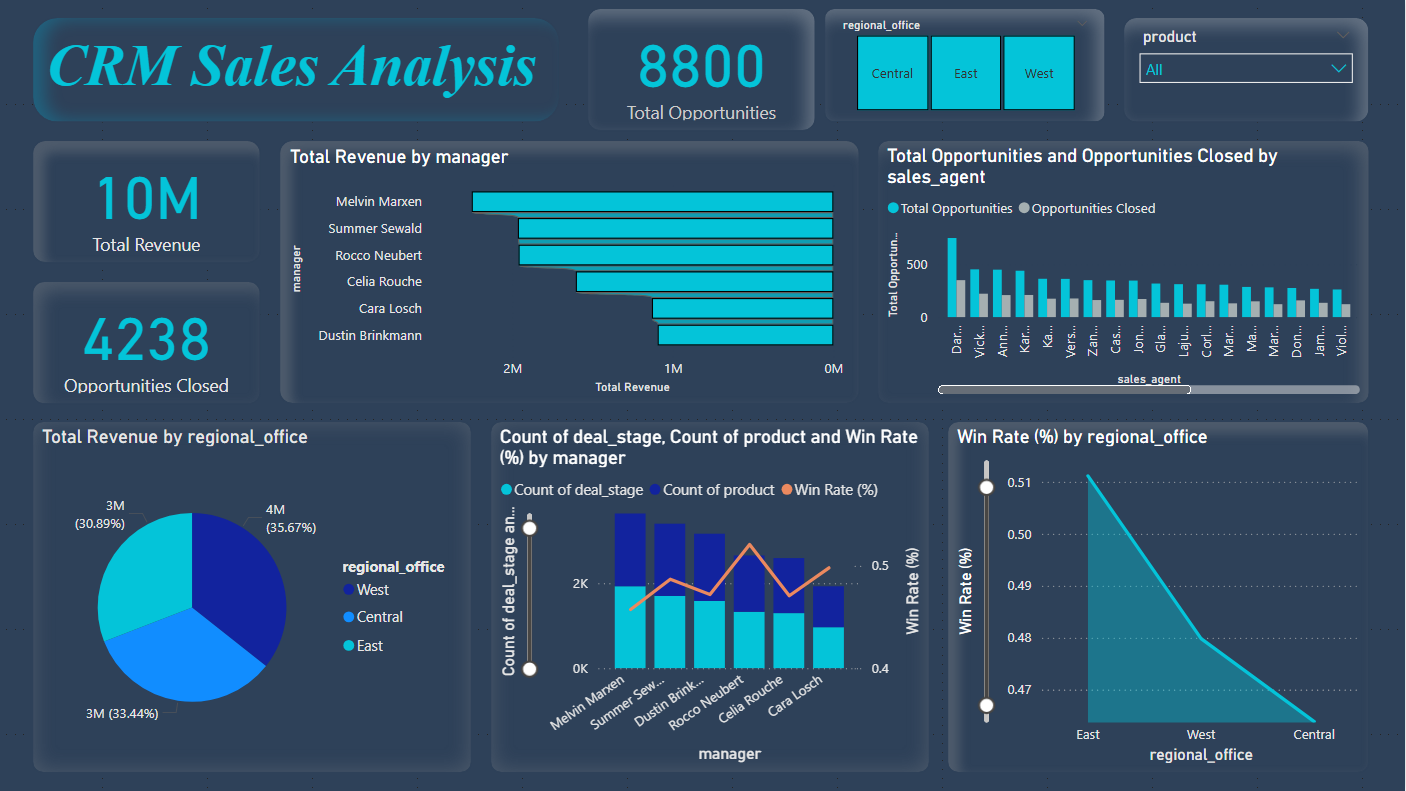 CRM Sales Analysis
8800
Total Opportunities
regional_office
Central
East
West
product
All
10M
Total Revenue
4238
Opportunities Closed
Total Revenue by manager
manager
Melvin Marxen
Summer Sewald
Rocco Neubert
Celia Rouche
Cara Losch
Dustin Brinkmann
2M
1M
0M
Total Revenue
Total Opportunities and Opportunities Closed by
sales_agent
Total Opportunities
Opportunities Closed
Total Opportun...
500
0
Dar...
Vick...
Ann...
Kar...
Ka...
Vers...
Zan...
Cas...
Jon...
Gla...
Laju...
Corl...
Mar...
Ma...
Mar...
Don...
Jam...
Viol...
sales_agent
Total Revenue by regional_office
3M
(30.89%)
4M
(35.67%)
3M (33.44%)
regional_office
West
Central
East
Count of deal_stage, Count of product and Win Rate
(%) by manager
Count of deal_stage
Count of product
Win Rate (%)
Count of deal_stage an...
2K
0K
0.5
0.4
Win Rate (%)
Melvin Marxen
Summer Sew...
Dustin Brink...
Rocco Neubert
Celia Rouche
Cara Losch
manager
Win Rate (%) by regional_office
Win Rate (%)
0.51
0.50
0.49
0.48
0.47
East
West
Central
regional_office